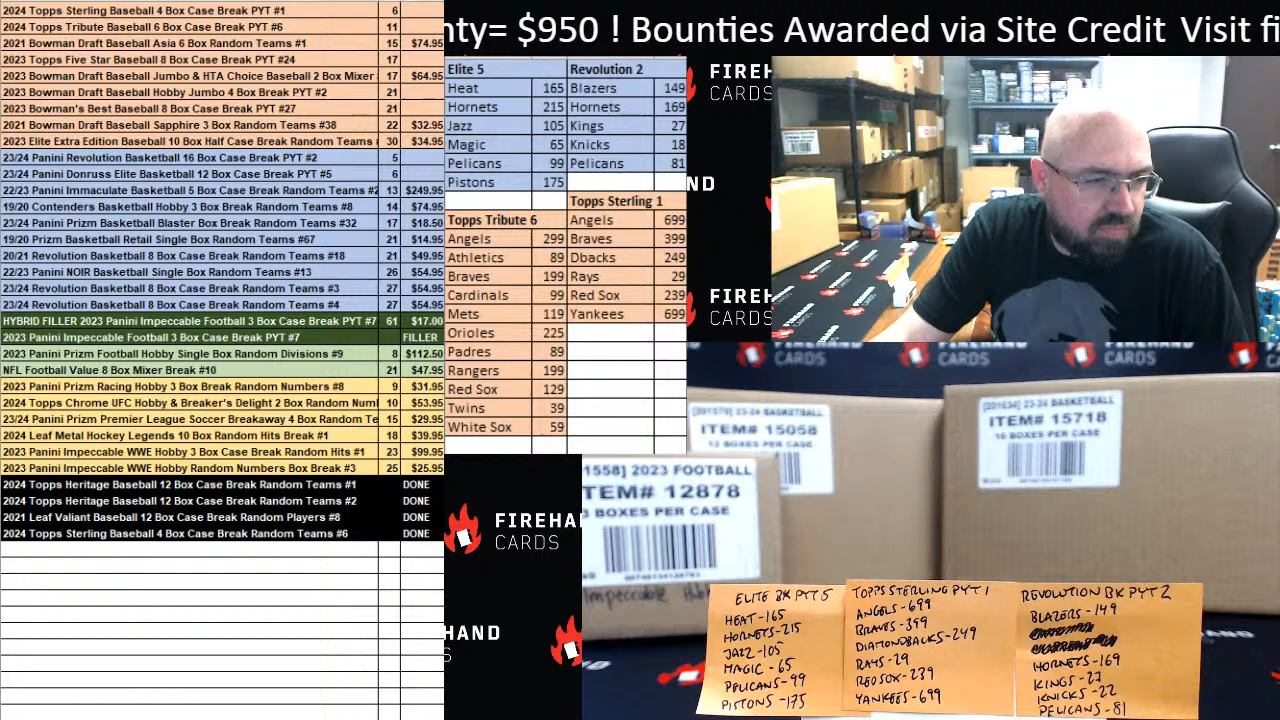 2024 Topps Sterling Baseball 4 Box Case Break PYT #1 6
2024 Topps Tribute Baseball 6 Box Case Break PYT #6 11
2021 Bowman Draft Baseball Asia 6 Box Random Teams #1 15 $74.95
2023 Topps Five Star Baseball 8 Box Case Break PYT #24 17
2023 Bowman Draft Baseball Jumbo & HTA Choice Baseball 2 Box Mixer 17 $64.95
2023 Bowman Draft Baseball Hobby Jumbo 4 Box Break PYT #2 21
2023 Bowman's Best Baseball 8 Box Case Break PYT #27 21
2021 Bowman Draft Baseball Sapphire 3 Box Random Teams #38 22 $32.95
2023 Elite Extra Edition Baseball 10 Box Half Case Break Random Teams 30 $34.95
23/24 Panini Revolution Basketball 16 Box Case Break PYT #2 5
23/24 Panini Donruss Elite Basketball 12 Box Case Break PYT #5 6
22/23 Panini Immaculate Basketball 5 Box Case Break Random Teams #2 13 $249.95
19/20 Contenders Basketball Hobby 3 Box Random Teams #8 14 $74.95
23/24 Panini Prizm Basketball Blaster Box Random Teams #32 17 $18.50
19/20 Prizm Basketball Retail Single Box Random Teams #67 21 $14.95
20/21 Revolution Basketball 8 Box Case Break Random Teams #18 21 $49.95
22/23 Panini NOIR Basketball Single Box Random Teams #13 26 $54.95
23/24 Revolution Basketball 8 Box Case Break Random Teams #3 27 $54.95
23/24 Revolution Basketball 8 Box Case Break Random Teams #4 27 $54.95
HYBRID FILLER 2023 Panini Impeccable Football 3 Box Case Break PYT #7 61 $17.00
2023 Panini Impeccable Football 3 Box Case Break PYT #7 FILLER
2023 Panini Prizm Football Hobby Single Box Random Divisions #9 8 $112.50
NFL Football Value 8 Box Mixer Break #10 21 $47.95
2023 Panini Prizm Racing Hobby 3 Box Break Random Numbers #8 9 $31.95
2024 Topps Chrome UFC Hobby & Breaker's Delight 2 Box Random Numl 10 $53.95
23/24 Panini Prizm Premier League Soccer Breakaway 4 Box Random Te 15 $29.95
2024 Leaf Metal Hockey Legends 10 Box Random Hits Break #1 18 $39.95
2023 Panini Impeccable WWE Hobby 3 Box Case Break Random Hits #1 23 $99.95
2023 Panini Impeccable WWE Hobby Random Numbers Box Break #3 25 $25.95
2024 Topps Heritage Baseball 12 Box Case Break Random Teams #1 DONE
2024 Topps Heritage Baseball 12 Box Case Break Random Teams #2 DONE
2021 Leaf Valiant Baseball 12 Box Case Break Random Players #8 DONE
2024 Topps Sterling Baseball 4 Box Case Break Random Teams #6 DONE
nty= $950 ! Bounties Awarded via Site Credit Visit fi
Elite 5
Heat 165
Hornets 215
Jazz 105
Magic 65
Pelicans 99
Pistons 175
Topps Tribute 6
Angels 299
Athletics 89
Braves 199
Cardinals 99
Mets 119
Orioles 225
Padres 89
Rangers 199
Red Sox 129
Twins 39
White Sox 59
Revolution 2
Blazers 149
Hornets 169
Kings 27
Knicks 18
Pelicans 81
Topps Sterling 1
Angels 699
Braves 399
Dbacks 249
Rays 29
Red Sox 239
Yankees 699
FIREH
CARDS
ND
FIREH
CARDS
FIREHAN
CARDS
HAND
S
1558] 2023 FOOTBALL
TEM# 12878
3 BOXES PER CASE
Impeccable
23-24 BASKETBALL
ITEM# 15058
12 BOXES PER CASE
[201634] 23-24 BASKETBALL
ITEM# 15718
16 BOXES PER CASE
ELITE BK PYT 5
HEAT-165
HORNETS-215
JAZZ-105
MAGIC-65
PELICANS-99
PISTONS-175
TOPPS STERLING PYT 1
ANGELS-699
BRAVES-399
DIAMONDBACKS-249
RAYS-29
RED SOX-239
YANKEES-699
REVOLUTION BK PYT 2
BLAZERS-149
HORNETS-169
KINGS-27
KNICKS-22
PELICANS-81